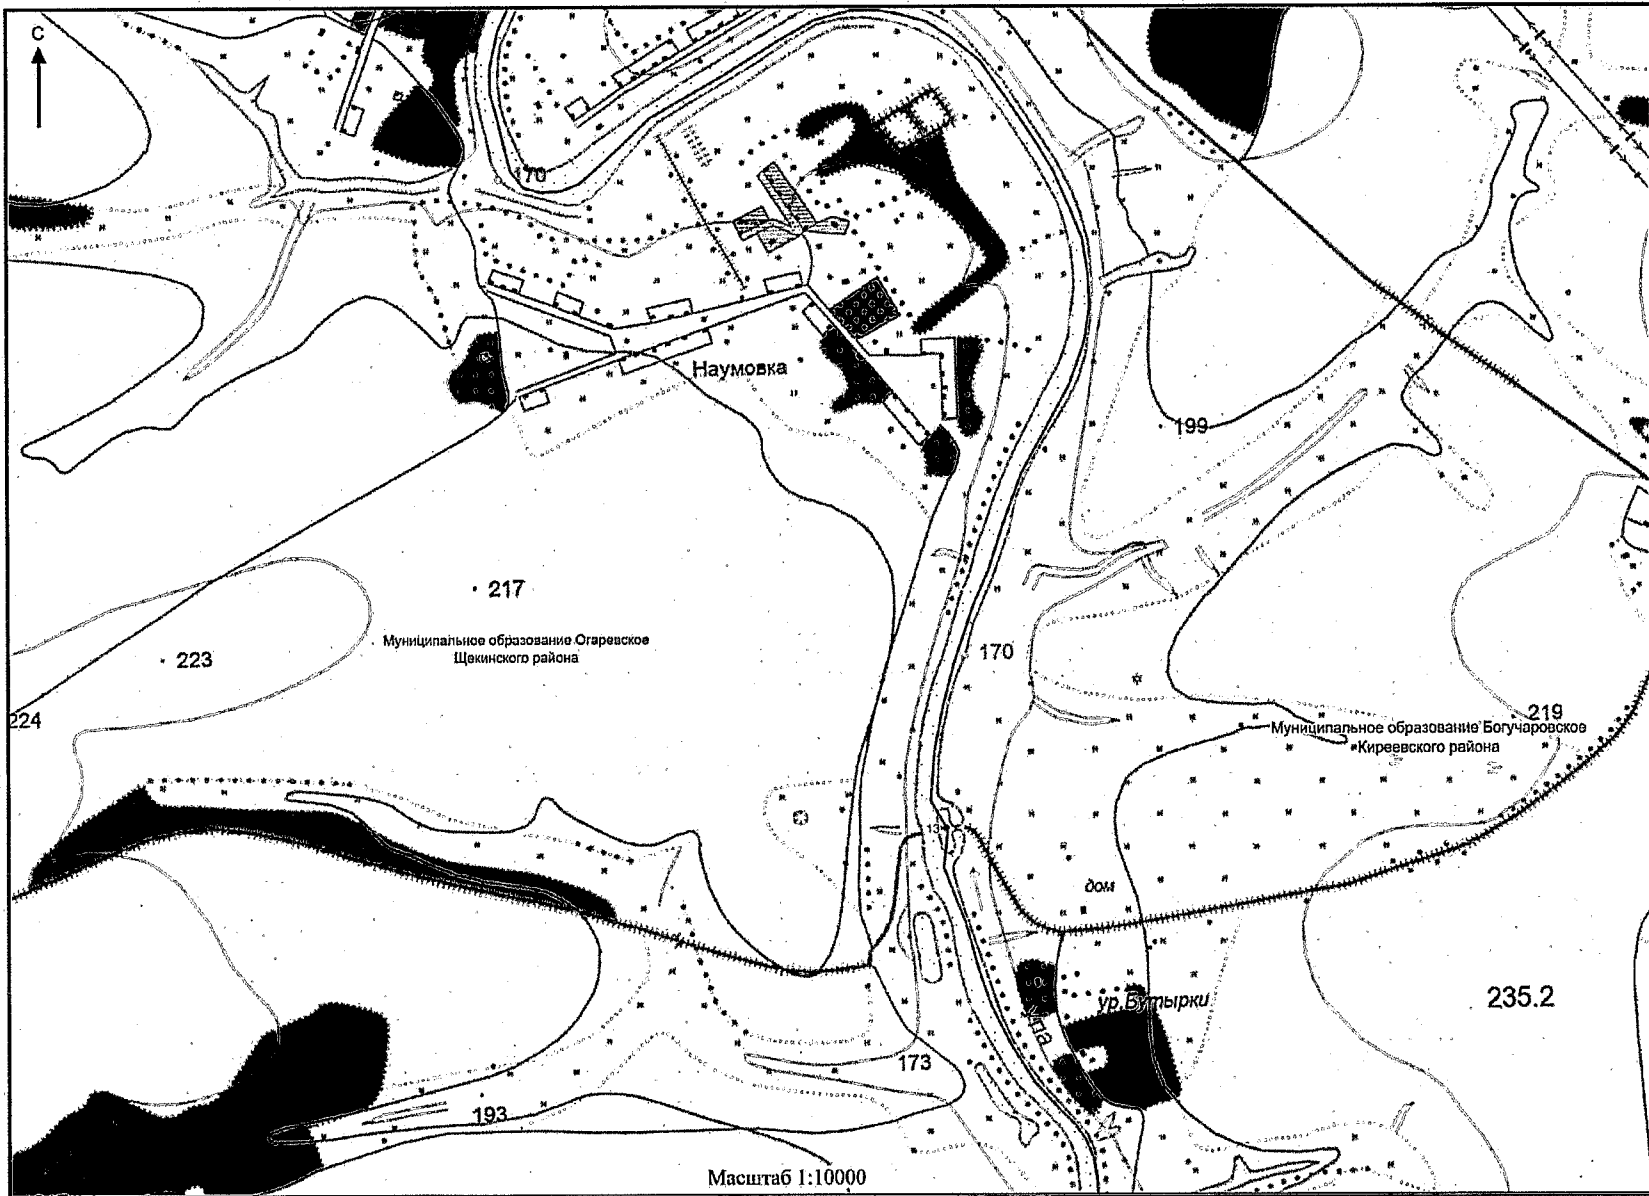 С
170
Наумовка
199
217
Муниципальное образование Огаревское
Щекинского района
223
170
224
219
Муниципальное образование Богучаровское
Киреевского района
дом
ур.Бутырки
235.2
173
193
Масштаб 1:10000